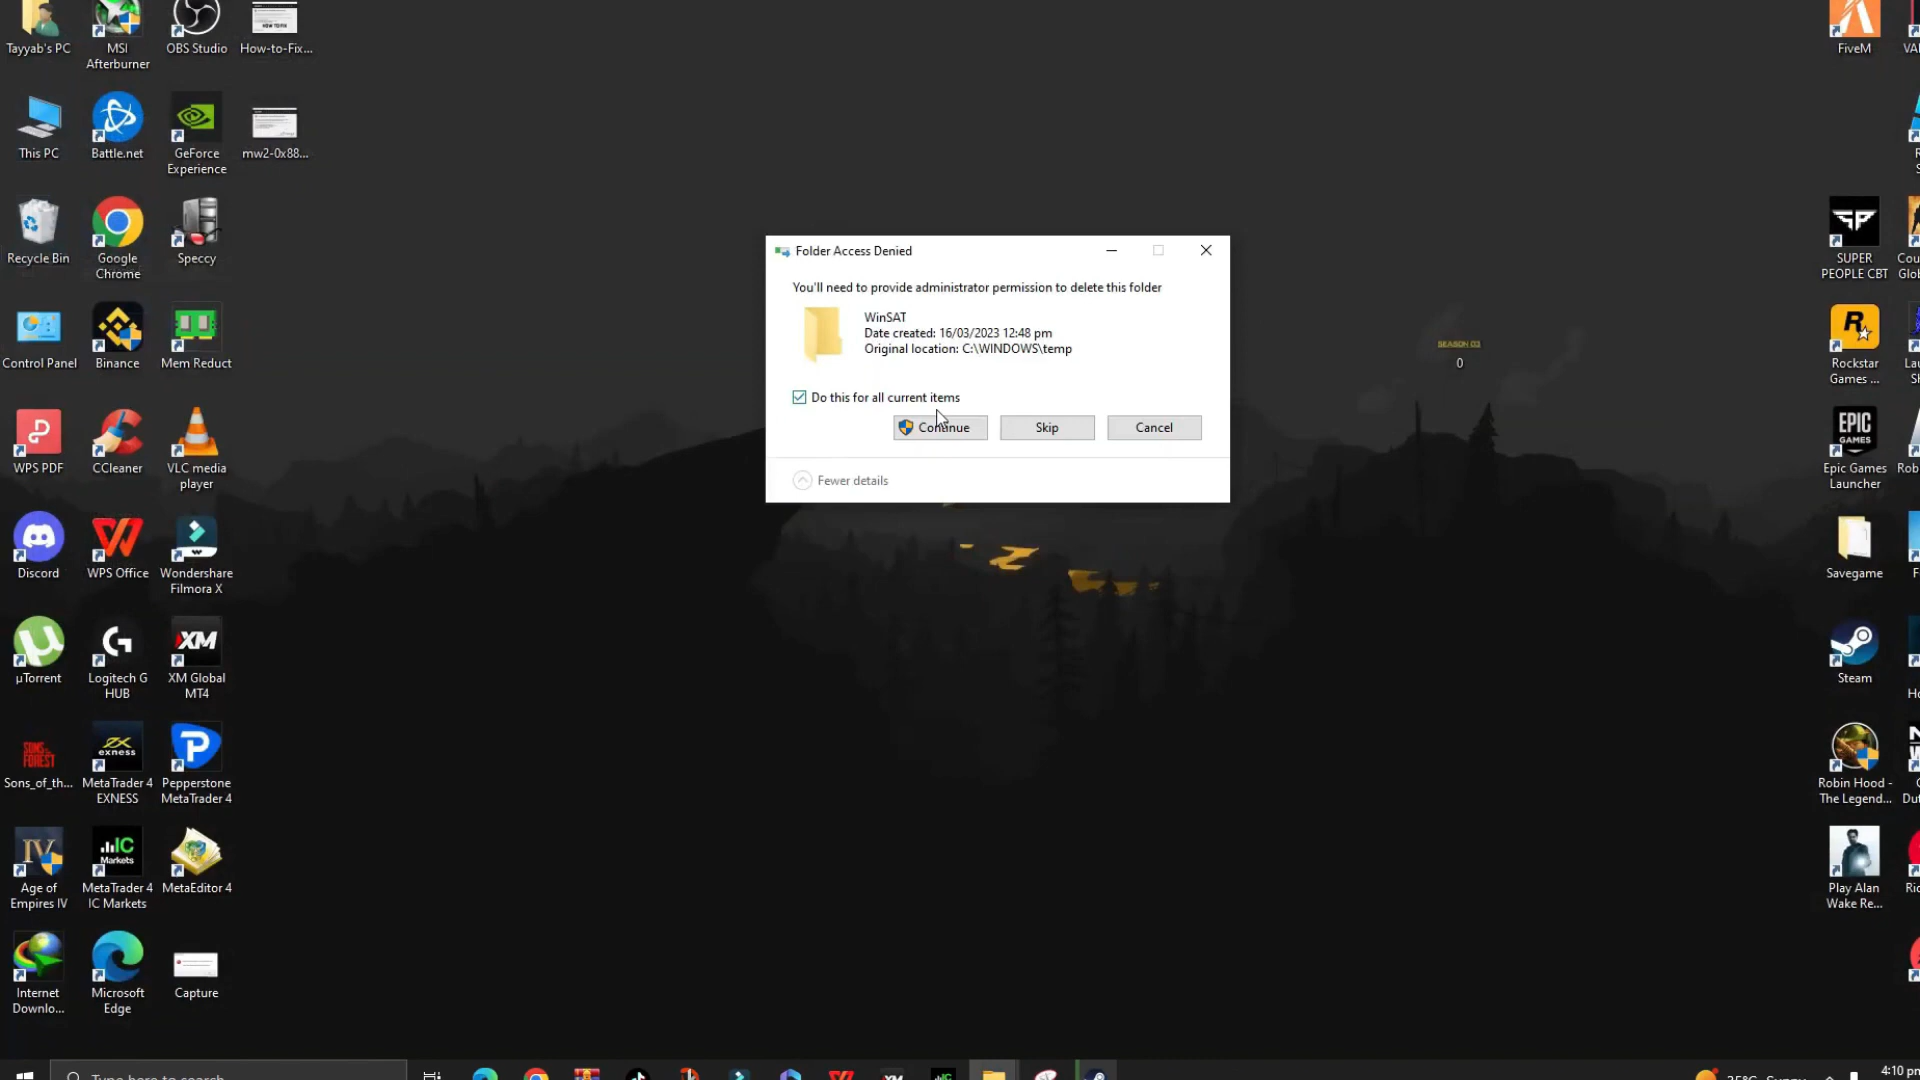 Tayyab's PC
MSI
Afterburner
OBS Studio
How-to-Fix...
This PC
Battle.net
GeForce
Experience
mw2-0x88...
Recycle Bin
Google
Chrome
Speccy
Control Panel
Binance
Mem Reduct
WPS PDF
CCleaner
VLC media
player
Discord
WPS Office
Wondershare
Filmora X
µTorrent
Logitech G
HUB
XM Global
MT4
Sons_of_th...
MetaTrader 4
EXNESS
Pepperstone
MetaTrader 4
Age of
Empires IV
MetaTrader 4
IC Markets
MetaEditor 4
Internet
Downlo...
Microsoft
Edge
Capture
Folder Access Denied
You'll need to provide administrator permission to delete this folder
WinSAT
Date created: 16/03/2023 12:48 pm
Original location: C:\WINDOWS\temp
Do this for all current items
Continue
Skip
Cancel
Fewer details
SEASON 03
0
FiveM
SUPER
PEOPLE CBT
Rockstar
Games ...
EPIC
GAMES
Epic Games
Launcher
Savegame
Steam
Robin Hood -
The Legend...
Play Alan
Wake Re...
Type here to search
4:10 pm